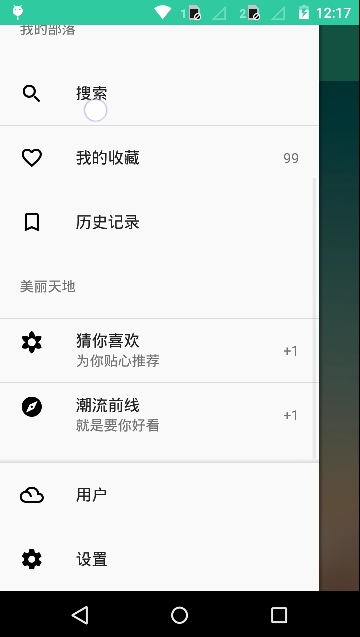 1 2 12:17
我的部落
搜索
我的收藏 99
历史记录
美丽天地
猜你喜欢
为你贴心推荐 +1
潮流前线
就是要你好看 +1
用户
设置